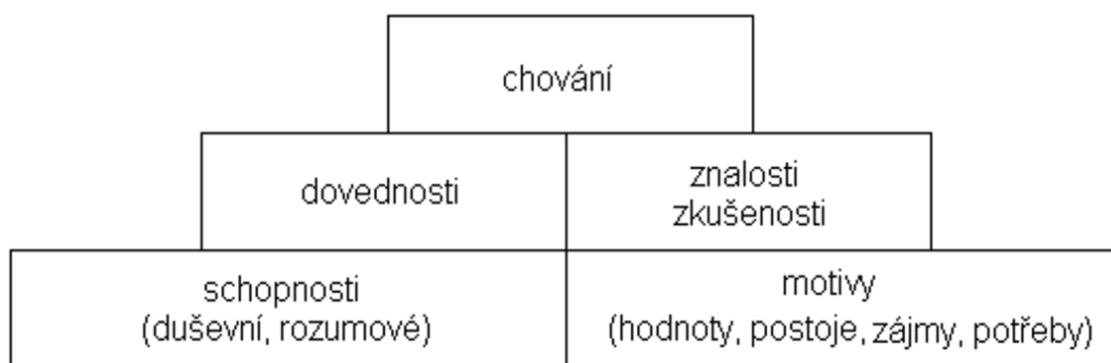 chování
dovednosti
znalosti
zkušenosti
schopnosti
(duševní, rozumové)
motivy
(hodnoty, postoje, zájmy, potřeby)